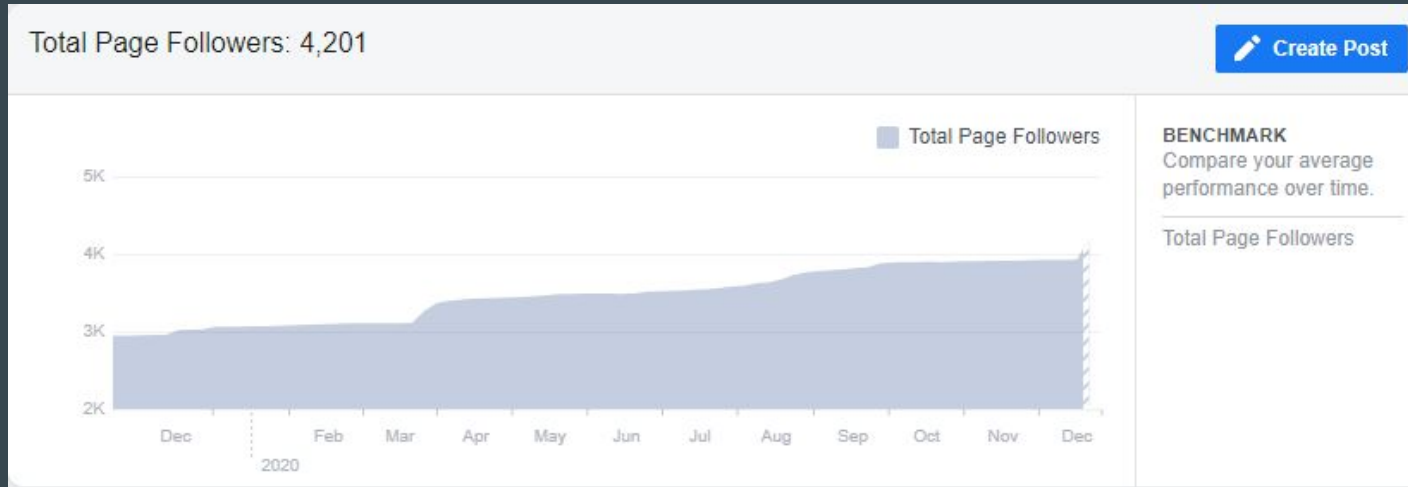 Total Page Followers: 4,201
Create Post
Total Page Followers
5K
4K
3K
2K
Dec
Feb
Mar
Apr
May
Jun
Jul
Aug
Sep
Oct
Nov
Dec
2020
BENCHMARK
Compare your average
performance over time.
Total Page Followers